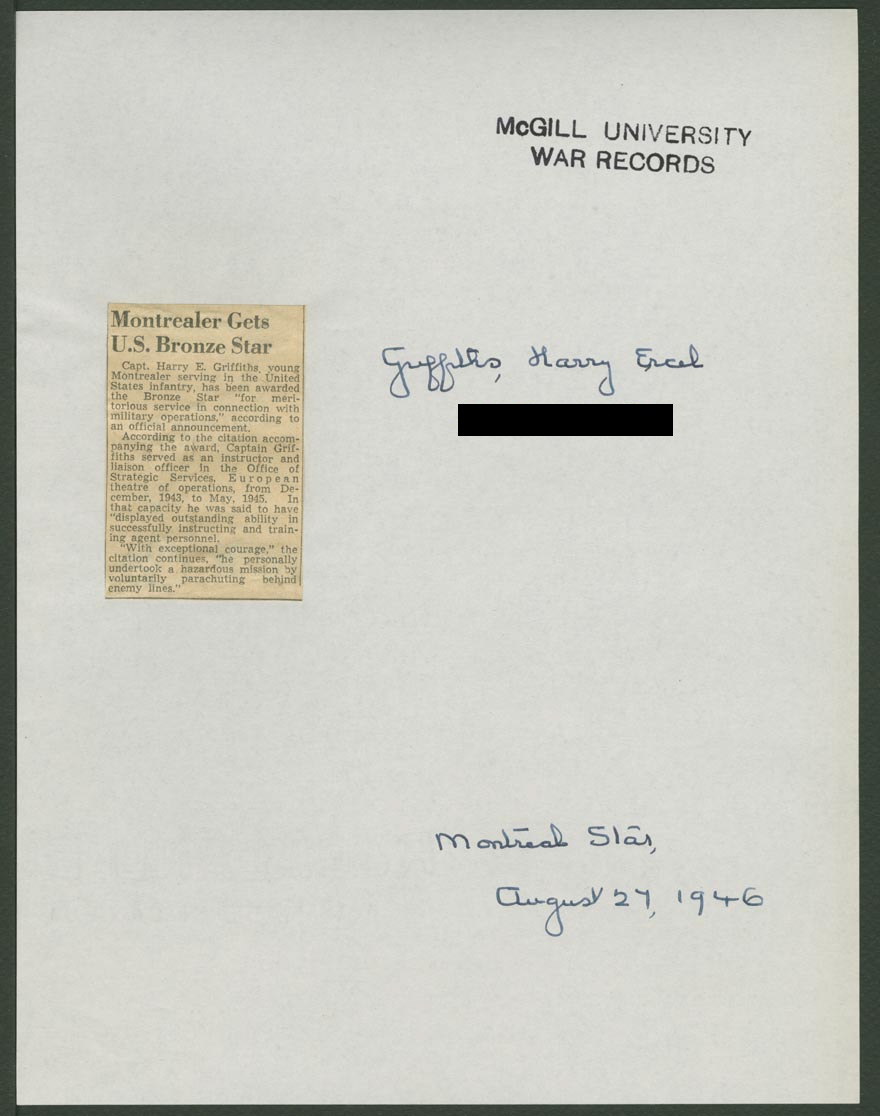 McGILL UNIVERSITY
WAR RECORDS
Montrealer Gets
U.S. Bronze Star
Capt. Harry E. Griffiths, young
Montrealer serving in the United
States infantry, has been awarded
the Bronze Star "for meri-
torious service in connection with
military operations," according to
an official announcement.
According to the citation accom-
panying the award, Captain Grif-
fiths served as an instructor and
liaison officer in the Office of
Strategic Services, European
theatre of operations, from De-
cember, 1943, to May, 1945. In
that capacity he was said to have
"displayed outstanding ability in
successfully instructing and train-
ing agent personnel.
"With exceptional courage," the
citation continues, "he personally
undertook a hazardous mission by
voluntarily parachuting behind
enemy lines."
Griffiths, Harry Ercel
Montreal Star,
August 27, 1946